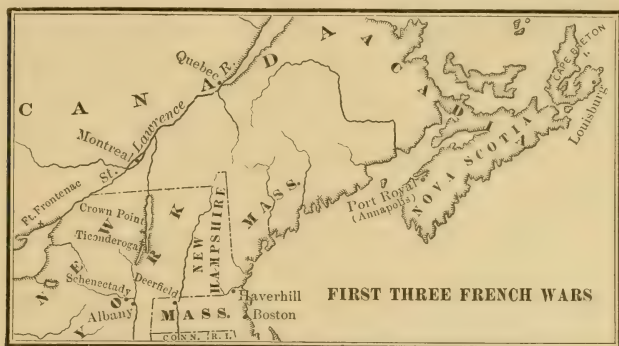 CANADA
ACADIA
Quebec
St. Lawrence R.
Montreal
Ft. Frontenac
CAPE BRETON
Louisburg
NOVA SCOTIA
Port Royal
(Annapolis)
MASS.
NEW HAMPSHIRE
NEW YORK
Crown Point
Ticonderoga
Schenectady
Deerfield
Albany
MASS.
Haverhill
Boston
CONN.
R. I.
FIRST THREE FRENCH WARS